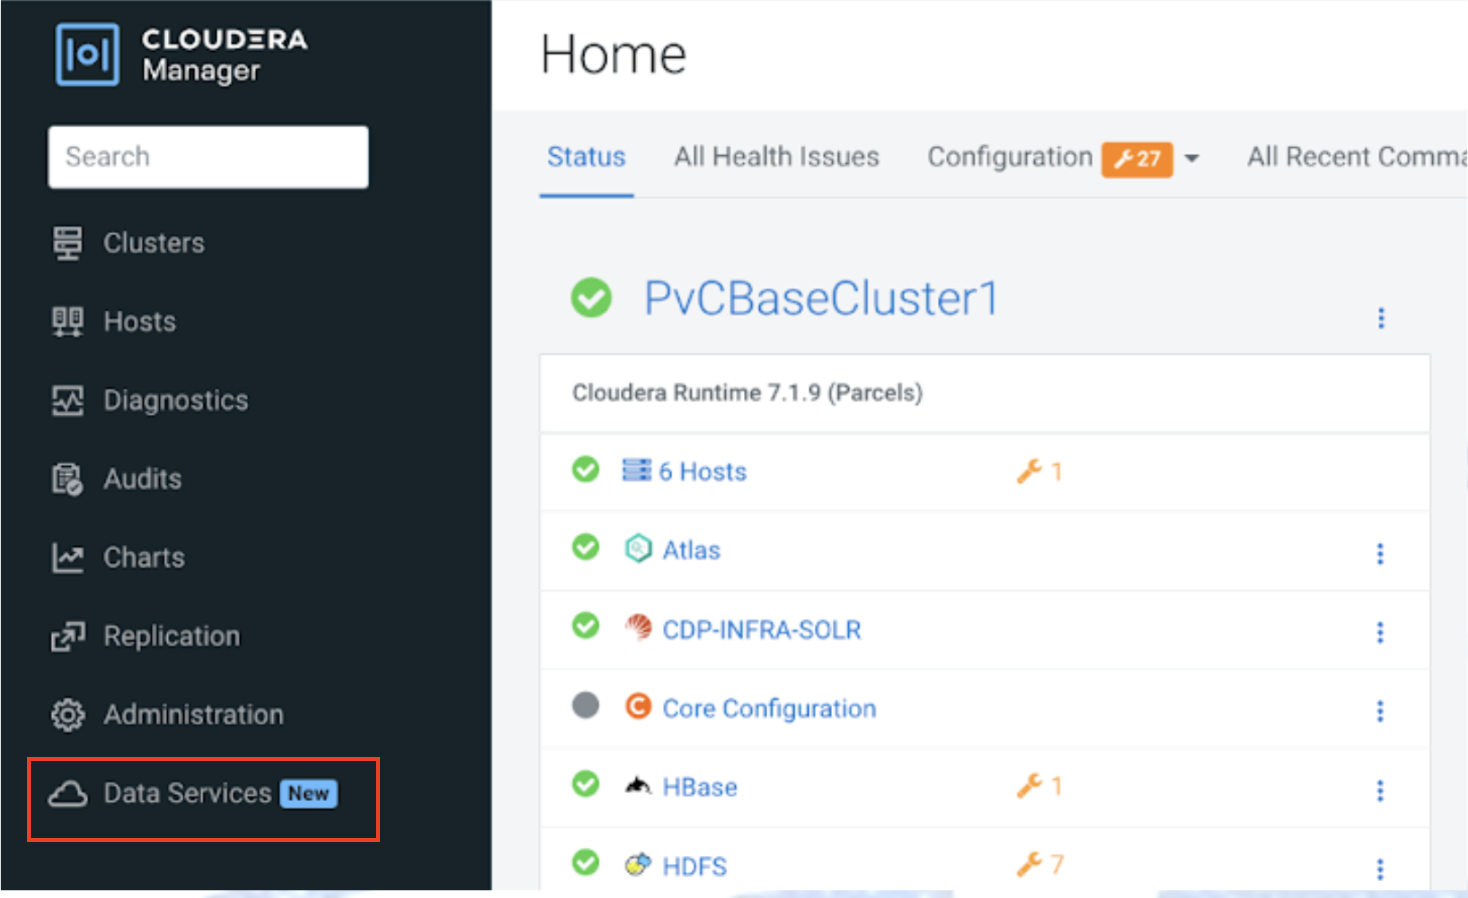 CLOUDERA
Manager
Search
Clusters
Hosts
Diagnostics
Audits
Charts
Replication
Administration
Data Services New
Home
Status All Health Issues Configuration 27 All Recent Comma
PvCBaseCluster1
Cloudera Runtime 7.1.9 (Parcels)
6 Hosts 1
Atlas
CDP-INFRA-SOLR
Core Configuration
HBase 1
HDFS 7